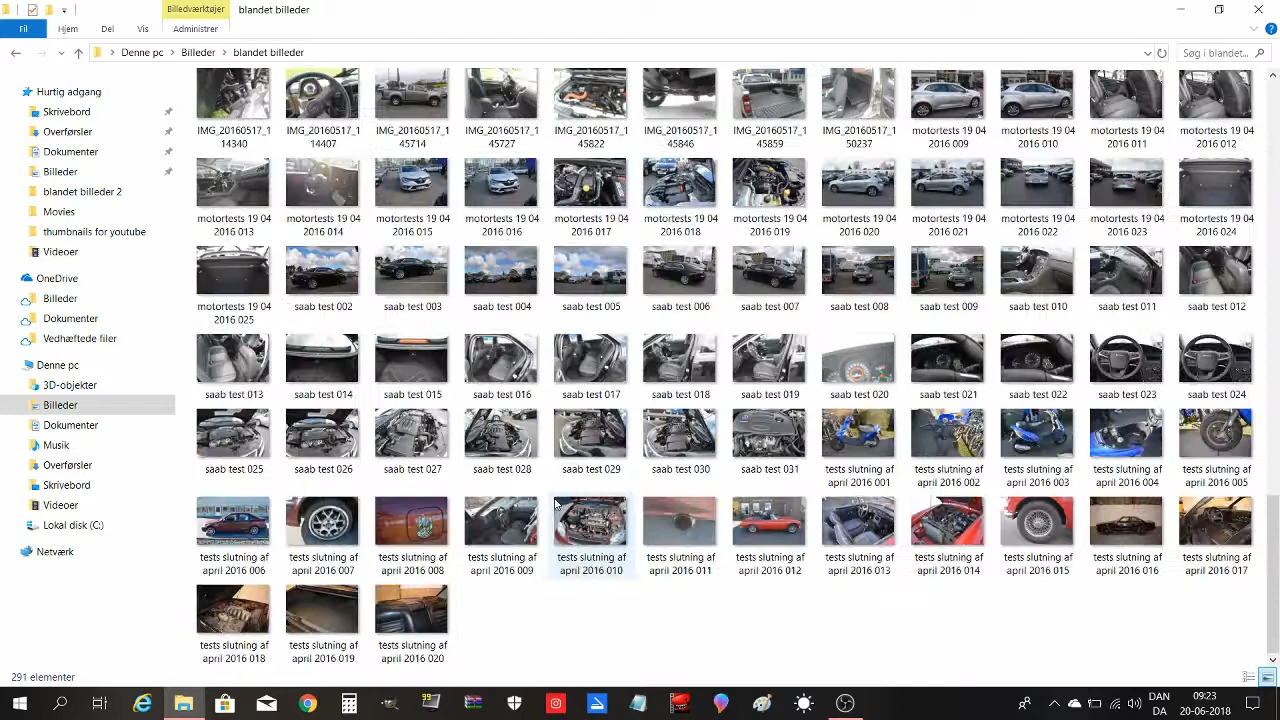 Billedværktøjer
blandet billeder
Fil
Hjem
Del
Vis
Administrer
Denne pc
Billeder
blandet billeder
Søg i blandet...
Hurtig adgang
Skrivebord
Overførsler
Dokumenter
Billeder
blandet billeder 2
Movies
thumbnails for youtube
Videoer
OneDrive
Billeder
Dokumenter
Vedhæftede filer
Denne pc
3D-objekter
Billeder
Dokumenter
Musik
Overførsler
Skrivebord
Videoer
Lokal disk (C:)
Netværk
IMG_20160517_1
14340
IMG_20160517_1
14407
IMG_20160517_1
45714
IMG_20160517_1
45727
IMG_20160517_1
45822
IMG_20160517_1
45846
IMG_20160517_1
45859
IMG_20160517_1
50237
motortests 19 04
2016 009
motortests 19 04
2016 010
motortests 19 04
2016 011
motortests 19 04
2016 012
motortests 19 04
2016 013
motortests 19 04
2016 014
motortests 19 04
2016 015
motortests 19 04
2016 016
motortests 19 04
2016 017
motortests 19 04
2016 018
motortests 19 04
2016 019
motortests 19 04
2016 020
motortests 19 04
2016 021
motortests 19 04
2016 022
motortests 19 04
2016 023
motortests 19 04
2016 024
motortests 19 04
2016 025
saab test 002
saab test 003
saab test 004
saab test 005
saab test 006
saab test 007
saab test 008
saab test 009
saab test 010
saab test 011
saab test 012
saab test 013
saab test 014
saab test 015
saab test 016
saab test 017
saab test 018
saab test 019
saab test 020
saab test 021
saab test 022
saab test 023
saab test 024
saab test 025
saab test 026
saab test 027
saab test 028
saab test 029
saab test 030
saab test 031
tests slutning af
april 2016 001
tests slutning af
april 2016 002
tests slutning af
april 2016 003
tests slutning af
april 2016 004
tests slutning af
april 2016 005
tests slutning af
april 2016 006
tests slutning af
april 2016 007
tests slutning af
april 2016 008
tests slutning af
april 2016 009
tests slutning af
april 2016 010
tests slutning af
april 2016 011
tests slutning af
april 2016 012
tests slutning af
april 2016 013
tests slutning af
april 2016 014
tests slutning af
april 2016 015
tests slutning af
april 2016 016
tests slutning af
april 2016 017
tests slutning af
april 2016 018
tests slutning af
april 2016 019
tests slutning af
april 2016 020
291 elementer
99
DAN
DA
09:23
20-06-2018